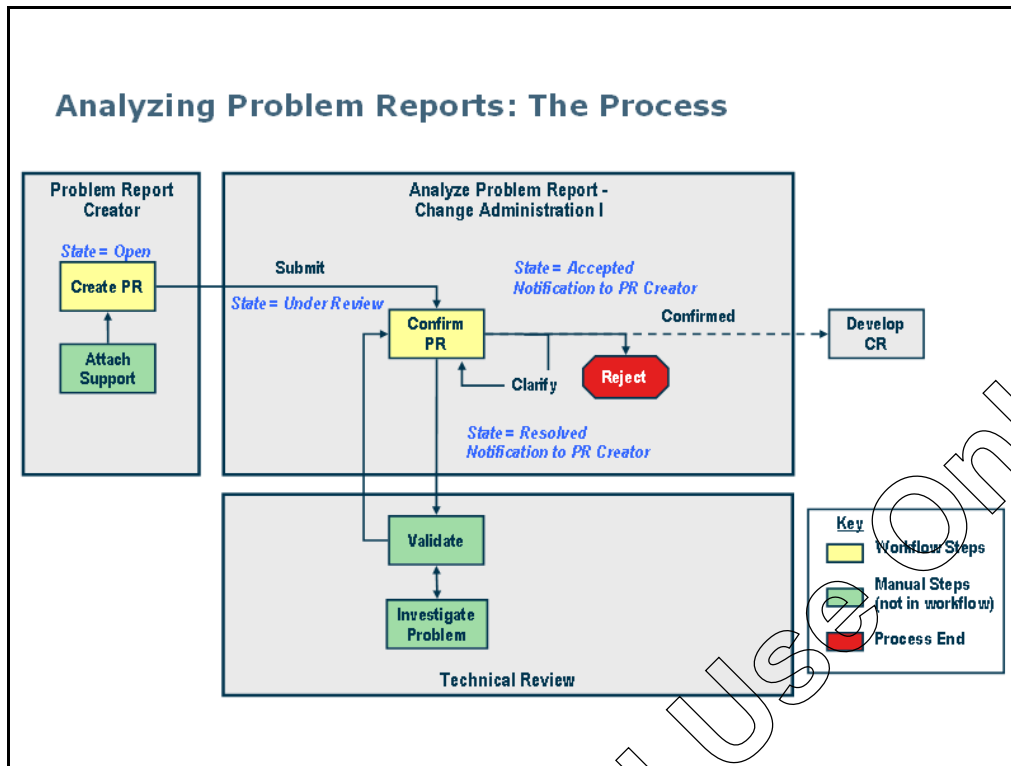 Analyzing Problem Reports: The Process
Problem Report
Creator
State = Open
Create PR
Attach
Support
Analyze Problem Report -
Change Administration I
Submit
State = Under Review
State = Accepted
Notification to PR Creator
Confirm
PR
Confirmed
Clarify
Reject
Develop
CR
State = Resolved
Notification to PR Creator
Validate
Investigate
Problem
Technical Review
Key
Workflow Steps
Manual Steps
(not in workflow)
Process End
Use Onl